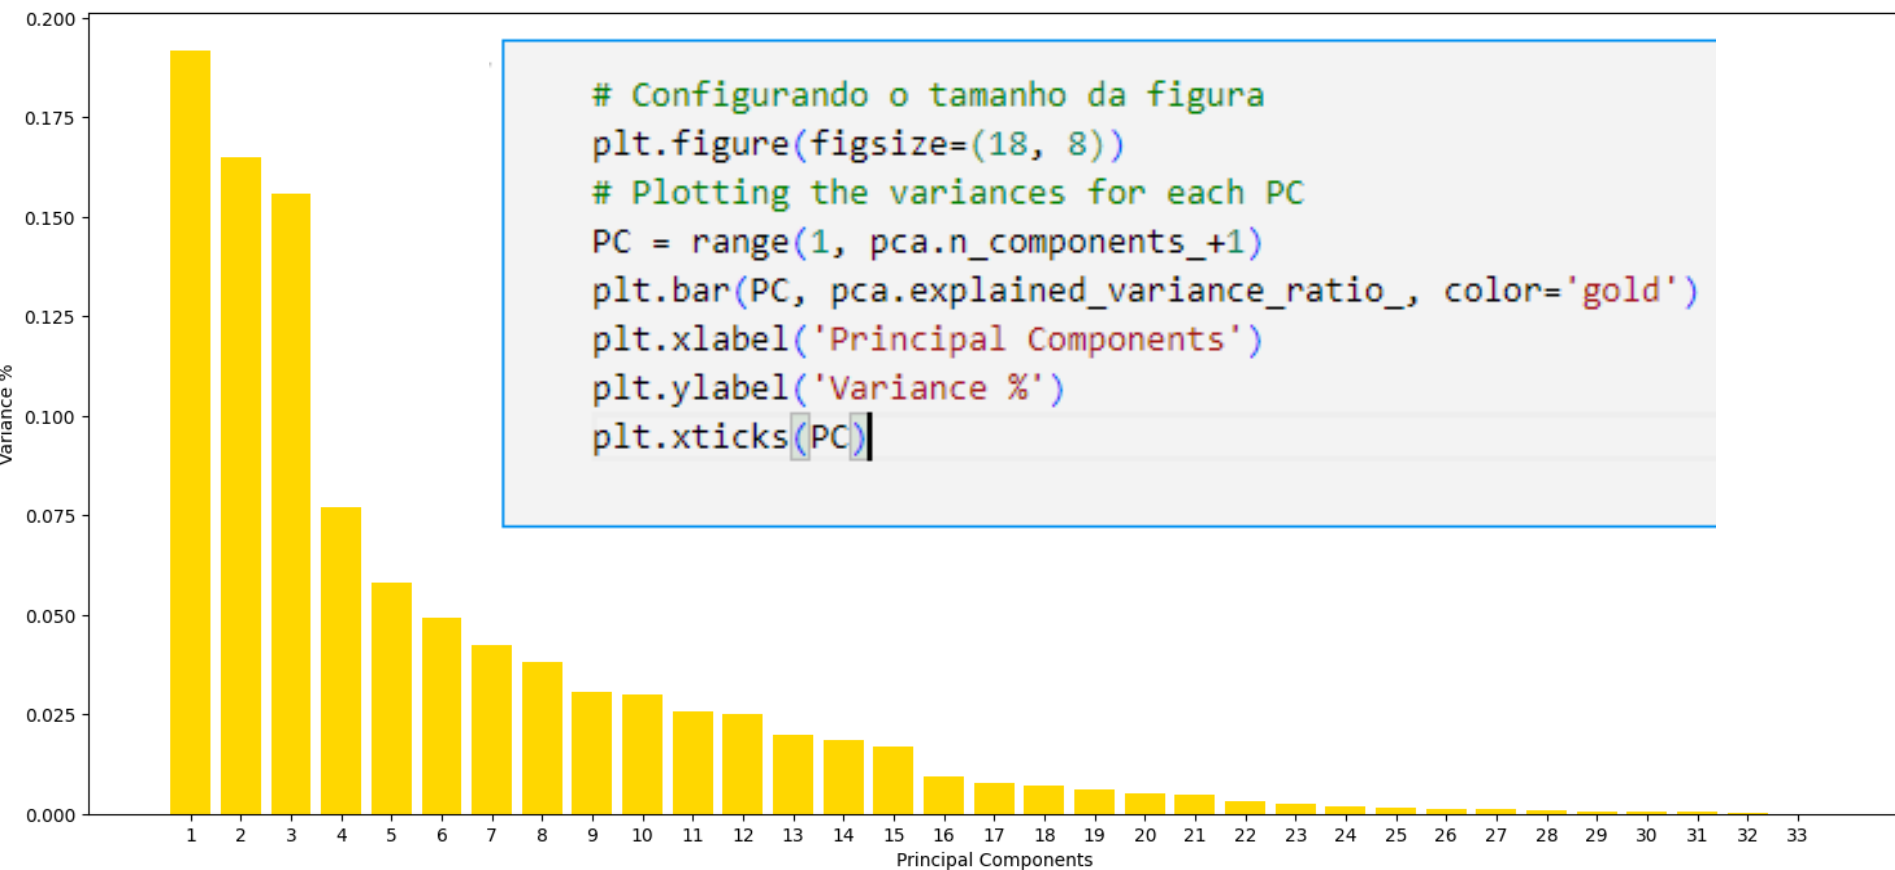 0.200
0.175
0.150
0.125
0.100
0.075
0.050
0.025
0.000
Variance %
# Configurando o tamanho da figura
plt.figure(figsize=(18, 8))
# Plotting the variances for each PC
PC = range(1, pca.n_components_+1)
plt.bar(PC, pca.explained_variance_ratio_, color='gold')
plt.xlabel('Principal Components')
plt.ylabel('Variance %')
plt.xticks(PC)
1 2 3 4 5 6 7 8 9 10 11 12 13 14 15 16 17 18 19 20 21 22 23 24 25 26 27 28 29 30 31 32 33
Principal Components